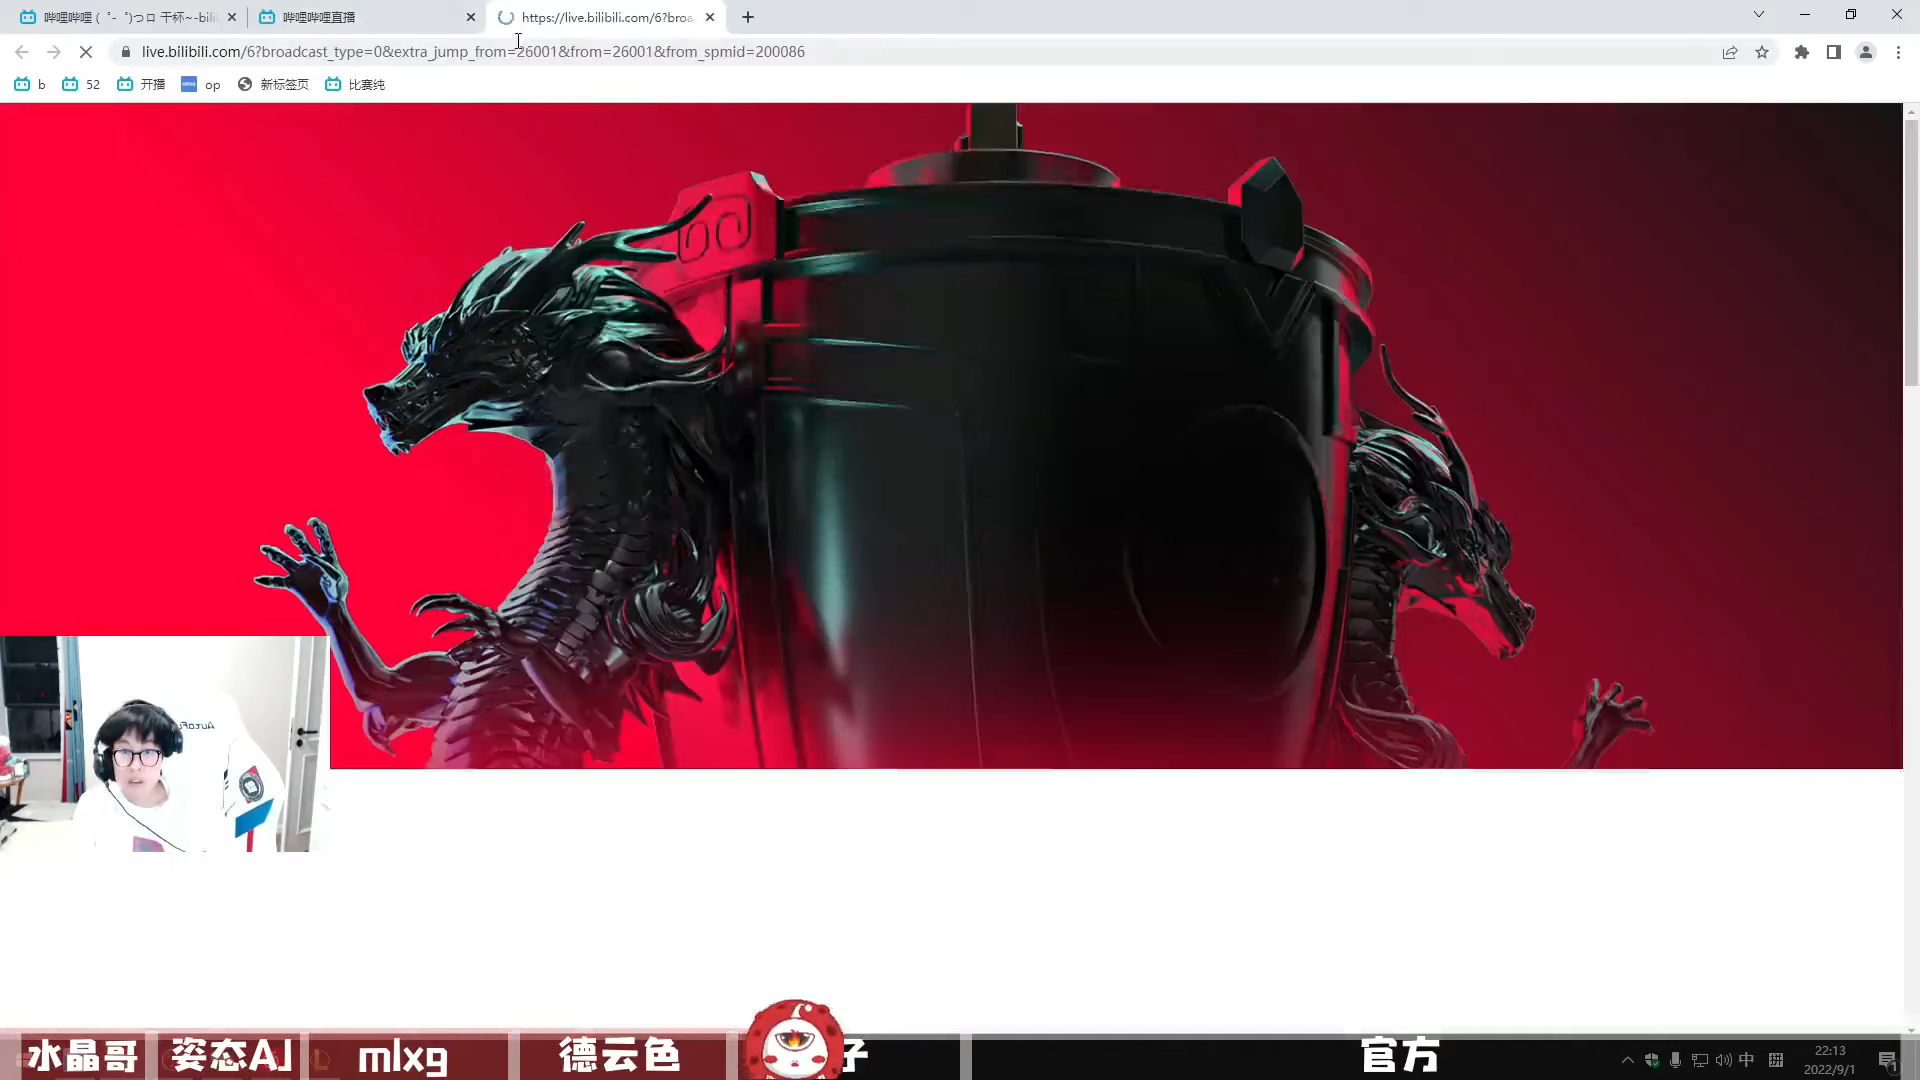 哔哩哔哩 (゜-゜)つロ 干杯~-bili
哔哩哔哩直播
https://live.bilibili.com/6?broa
live.bilibili.com/6?broadcast_type=0&extra_jump_from=26001&from=26001&from_spmid=200086
b
52
开播
op
新标签页
比赛纯
水晶哥
姿态AJ
mlxg
德云色
子
官方
中
拼
22:13
2022/9/1